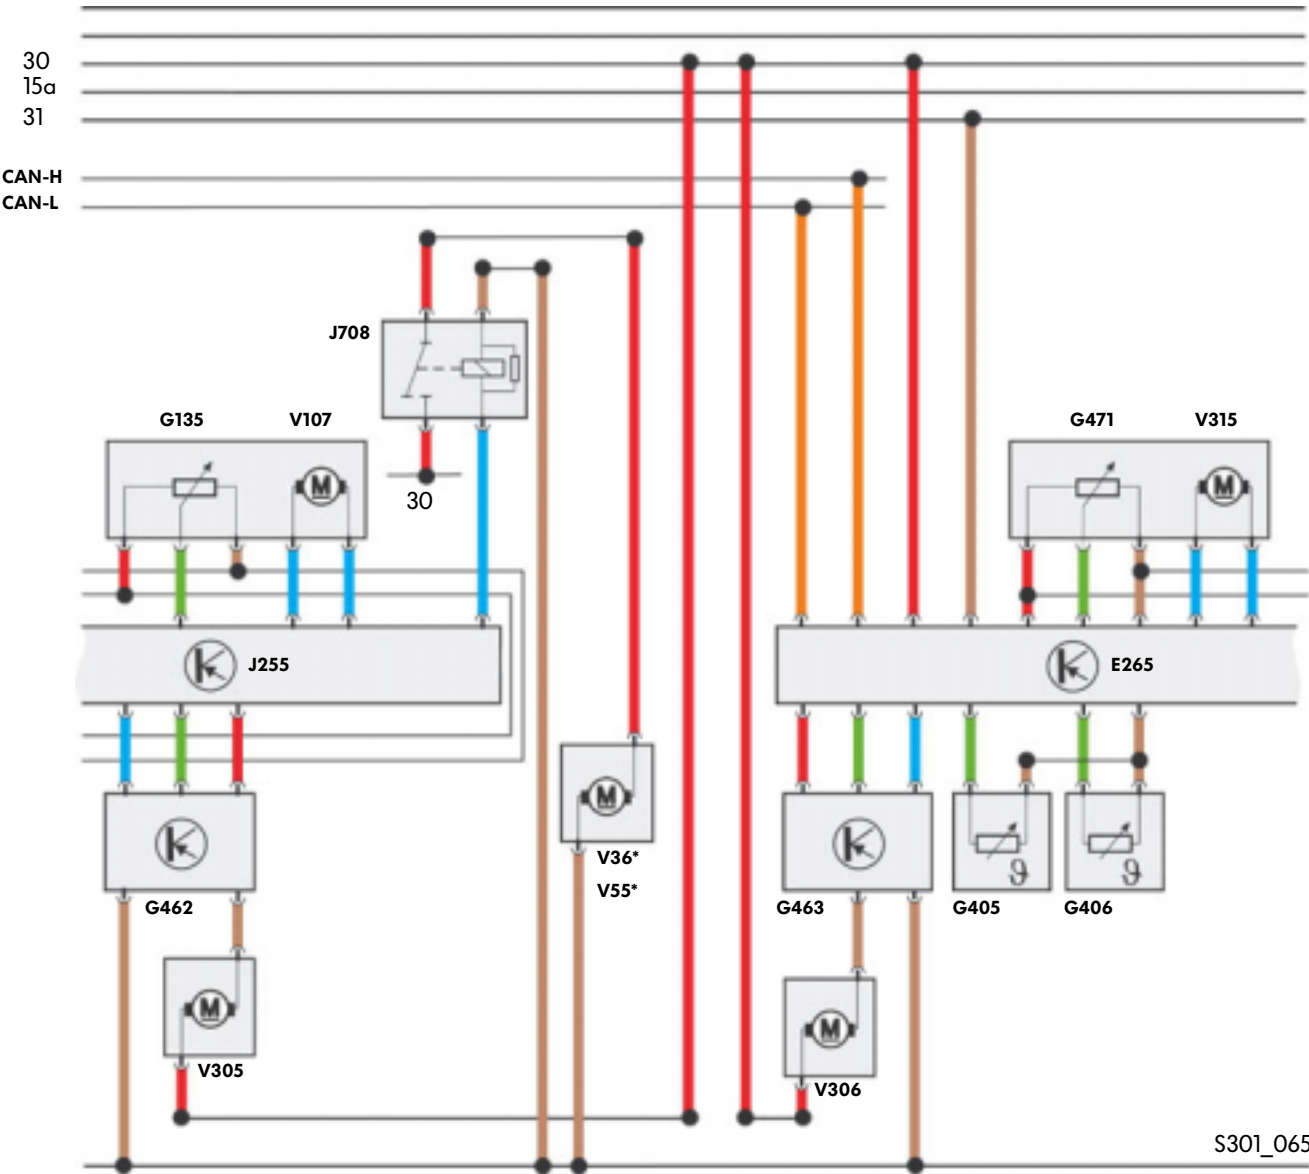 30
15a
31
CAN-H
CAN-L
J708
G135 V107
30
G471 V315
M
M
J255
E265
M
V36*
V55*
G462
G463
G405
ϑ
G406
ϑ
M
V305
M
V306
S301_065